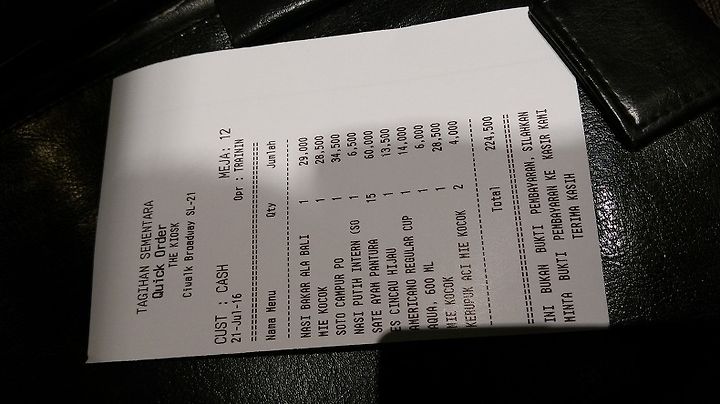 TAGIHAN SEMENTARA
Quick Order
THE KIOSK
Ciwalk Broadway SL-21
CUST : CASH MEJA: 12
21-Jul-16 Opr : TRAININ
Nama Menu Qty Jumlah
NASI BAKAR ALA BALI 1 29,000
MIE KOCOK 1 28,500
SOTO CAMPUR PO 1 34,500
NASI PUTIH INTERN (SO 1 6,500
SATE AYAM PANTURA 15 60,000
ES CINCAU HIJAU 1 13,500
AMERICANO REGULAR CUP 1 14,000
AQUA, 600 ML 1 6,000
MIE KOCOK 1 28,500
KERUPUK ACI MIE KOCOK 2 4,000
Total 224,500
INI BUKAN BUKTI PEMBAYARAN, SILAHKAN
MINTA BUKTI PEMBAYARAN KE KASIR KAMI
TERIMA KASIH